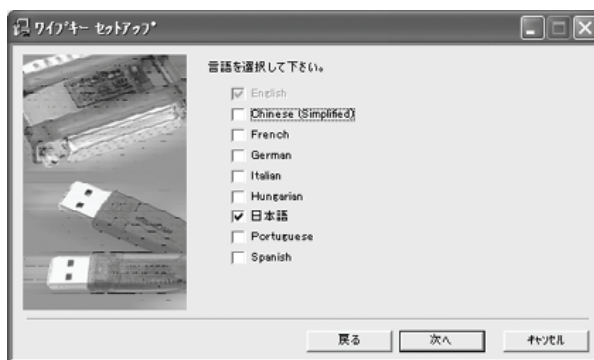 ﾜｲﾌﾟｷｰ ｾｯﾄｱｯﾌﾟ
言語を選択して下さい。
English
Chinese (Simplified)
French
German
Italian
Hungarian
日本語
Portuguese
Spanish
戻る 次へ ｷｬﾝｾﾙ